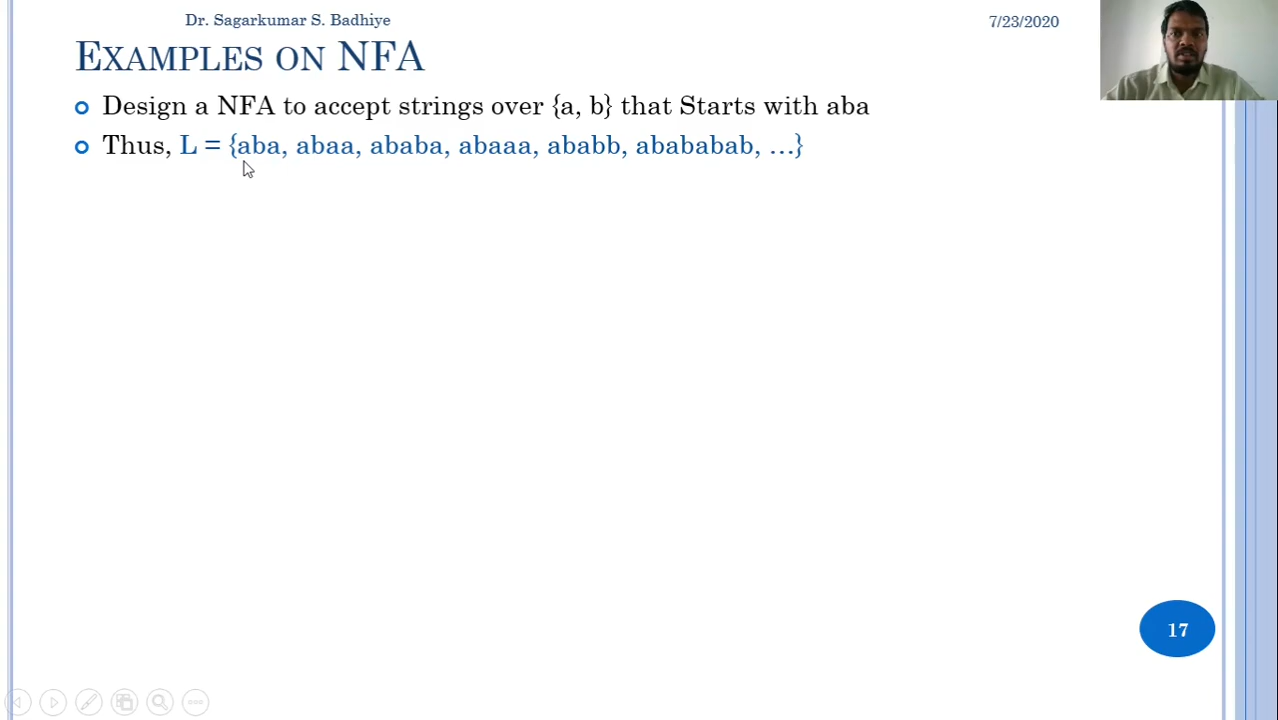 Dr. Sagarkumar S. Badhiye
7/23/2020
EXAMPLES ON NFA
Design a NFA to accept strings over {a, b} that Starts with aba
Thus, L = {aba, abaa, ababa, abaaa, ababb, abababab, …}
17